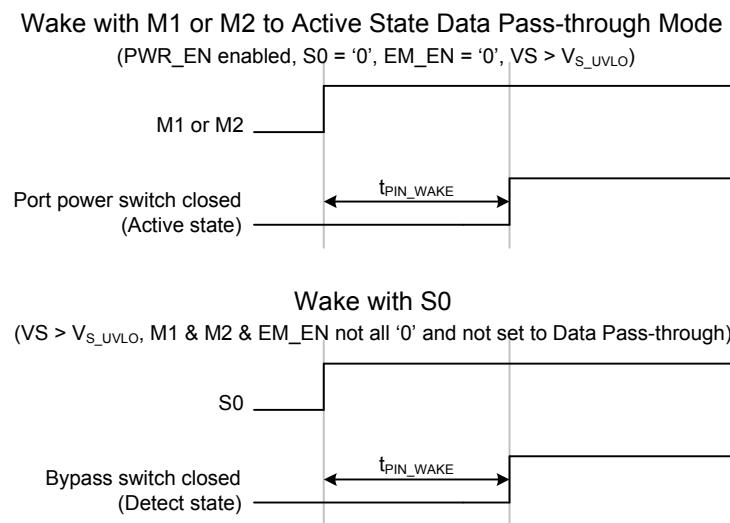 Wake with M1 or M2 to Active State Data Pass-through Mode
(PWR_EN enabled, S0 = ‘0’, EM_EN = ‘0’, VS > VS_UVLO)
M1 or M2
tPIN_WAKE
Port power switch closed
(Active state)
Wake with S0
(VS > VS_UVLO, M1 & M2 & EM_EN not all ‘0’ and not set to Data Pass-through)
S0
tPIN_WAKE
Bypass switch closed
(Detect state)